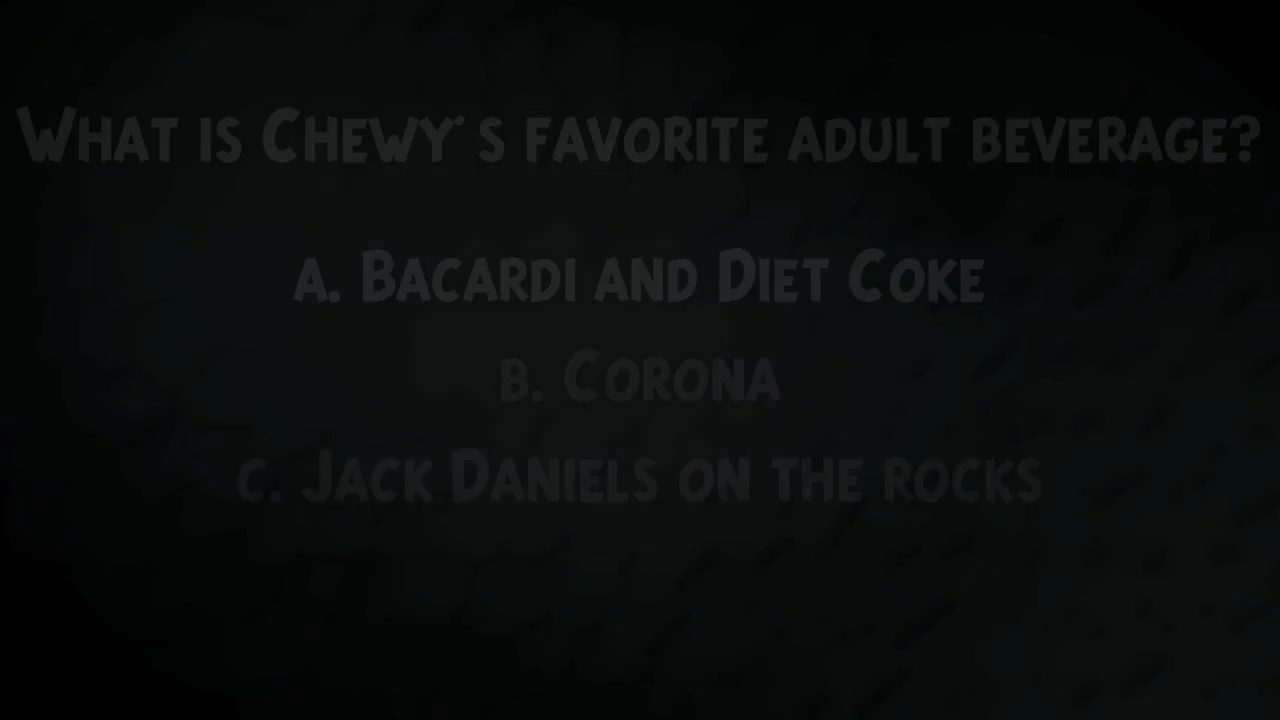 What is Chewy's favorite adult beverage?
a. Bacardi and Diet Coke
b. Corona
c. Jack Daniels on the rocks